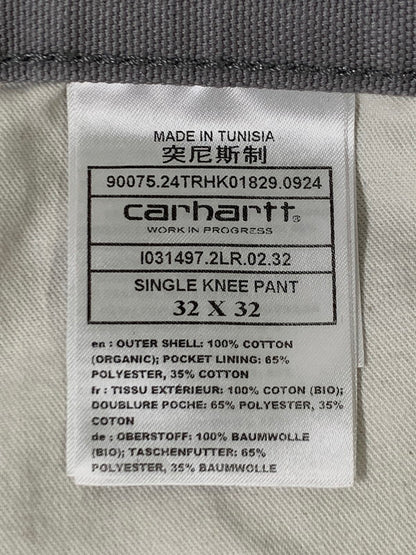 MADE IN TUNISIA
突尼斯制
90075.24TRHK01829.0924
carhartt®
WORK IN PROGRESS
I031497.2LR.02.32
SINGLE KNEE PANT
32 X 32
en : OUTER SHELL: 100% COTTON
(ORGANIC); POCKET LINING: 65%
POLYESTER, 35% COTTON
fr : TISSU EXTÉRIEUR: 100% COTON (BIO);
DOUBLURE POCHE: 65% POLYESTER, 35%
COTON
de : OBERSTOFF: 100% BAUMWOLLE
(BIO); TASCHENFUTTER: 65%
POLYESTER, 35% BAUMWOLLE